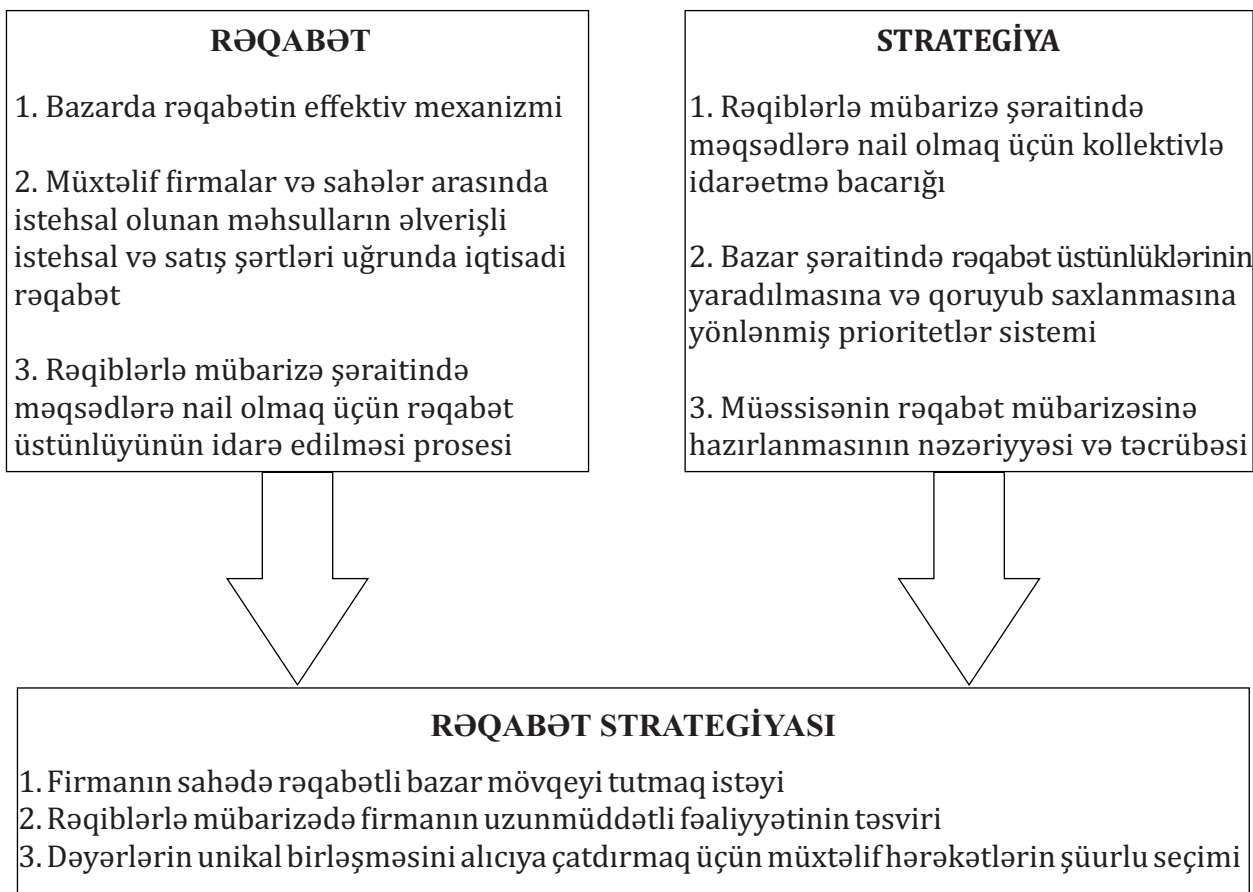 RƏQABƏT
1. Bazarda rəqabətin effektiv mexanizmi
2. Müxtəlif firmalar və sahələr arasında
istehsal olunan məhsulların əlverişli
istehsal və satış şərtləri uğrunda iqtisadi
rəqabət
3. Rəqiblərlə mübarizə şəraitində
məqsədlərə nail olmaq üçün rəqabət
üstünlüyünün idarə edilməsi prosesi
STRATEGİYA
1. Rəqiblərlə mübarizə şəraitində
məqsədlərə nail olmaq üçün kollektivlə
idarəetmə bacarığı
2. Bazar şəraitində rəqabət üstünlüklərinin
yaradılmasına və qoruyub saxlanmasına
yönlənmiş prioritetlər sistemi
3. Müəssisənin rəqabət mübarizəsinə
hazırlanmasının nəzəriyyəsi və təcrübəsi
RƏQABƏT STRATEGİYASI
1. Firmanın sahədə rəqabətli bazar mövqeyi tutmaq istəyi
2. Rəqiblərlə mübarizədə firmanın uzunmüddətli fəaliyyətinin təsviri
3. Dəyərlərin unikal birləşməsini alıcıya çatdırmaq üçün müxtəlif hərəkətlərin şüurlu seçimi